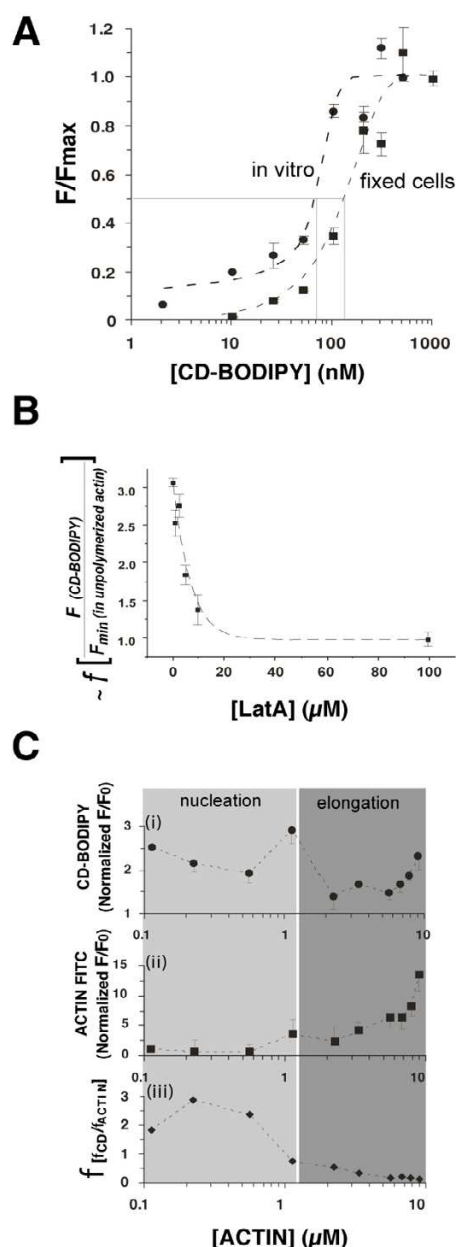 A
F/Fmax
1.2
1.0
0.8
0.6
0.4
0.2
0
in vitro
fixed cells
1 10 100 1000
[CD-BODIPY] (nM)
B
~ f [ F (CD-BODIPY) / F min (in unpolymerized actin) ]
3.0
2.5
2.0
1.5
1.0
0 20 40 60 80 100
[LatA] (µM)
C
nucleation elongation
(i)
CD-BODIPY
(Normalized F/F0)
3
2
1
0.1 1 10
(ii)
ACTIN FITC
(Normalized F/F0)
15
10
5
0
0.1 1 10
(iii)
f [fCD/fACTIN]
3
2
1
0
0.1 1 10
[ACTIN] (µM)